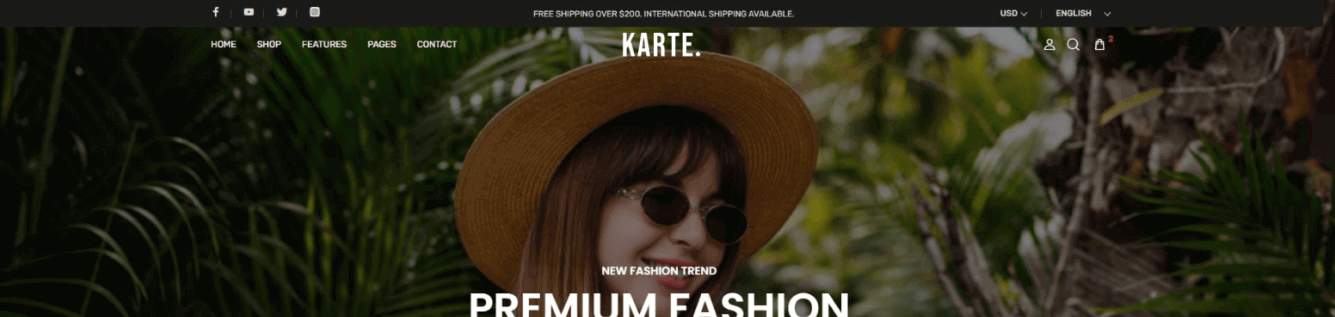 FREE SHIPPING OVER $200. INTERNATIONAL SHIPPING AVAILABLE.
USD
ENGLISH
HOME SHOP FEATURES PAGES CONTACT
KARTE.
2
NEW FASHION TREND
PREMIUM FASHION